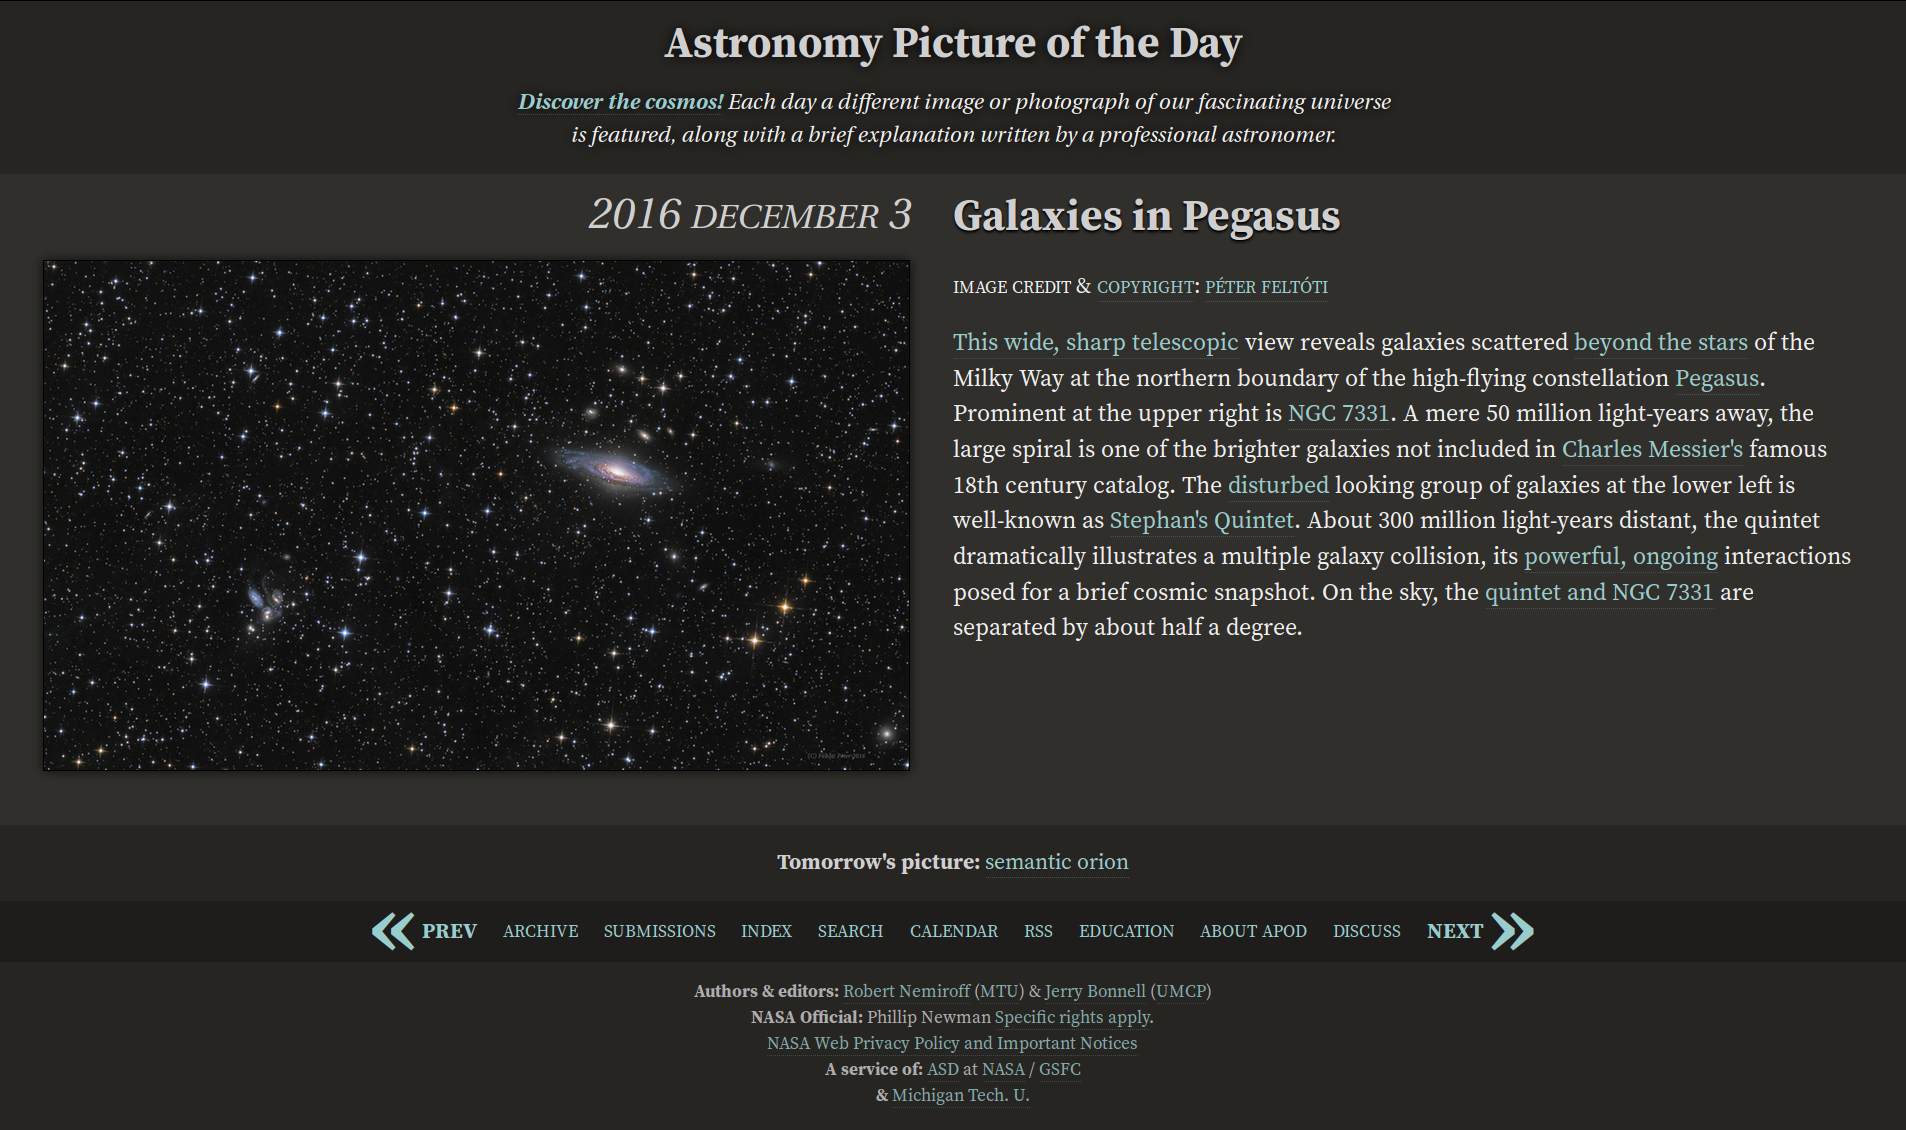 Astronomy Picture of the Day
Discover the cosmos! Each day a different image or photograph of our fascinating universe
is featured, along with a brief explanation written by a professional astronomer.
2016 DECEMBER 3
Galaxies in Pegasus
IMAGE CREDIT & COPYRIGHT: PÉTER FELTÓTI
This wide, sharp telescopic view reveals galaxies scattered beyond the stars of the
Milky Way at the northern boundary of the high-flying constellation Pegasus.
Prominent at the upper right is NGC 7331. A mere 50 million light-years away, the
large spiral is one of the brighter galaxies not included in Charles Messier's famous
18th century catalog. The disturbed looking group of galaxies at the lower left is
well-known as Stephan's Quintet. About 300 million light-years distant, the quintet
dramatically illustrates a multiple galaxy collision, its powerful, ongoing interactions
posed for a brief cosmic snapshot. On the sky, the quintet and NGC 7331 are
separated by about half a degree.
Tomorrow's picture: semantic orion
« PREV ARCHIVE SUBMISSIONS INDEX SEARCH CALENDAR RSS EDUCATION ABOUT APOD DISCUSS NEXT »
Authors & editors: Robert Nemiroff (MTU) & Jerry Bonnell (UMCP)
NASA Official: Phillip Newman Specific rights apply.
NASA Web Privacy Policy and Important Notices
A service of: ASD at NASA / GSFC
& Michigan Tech. U.